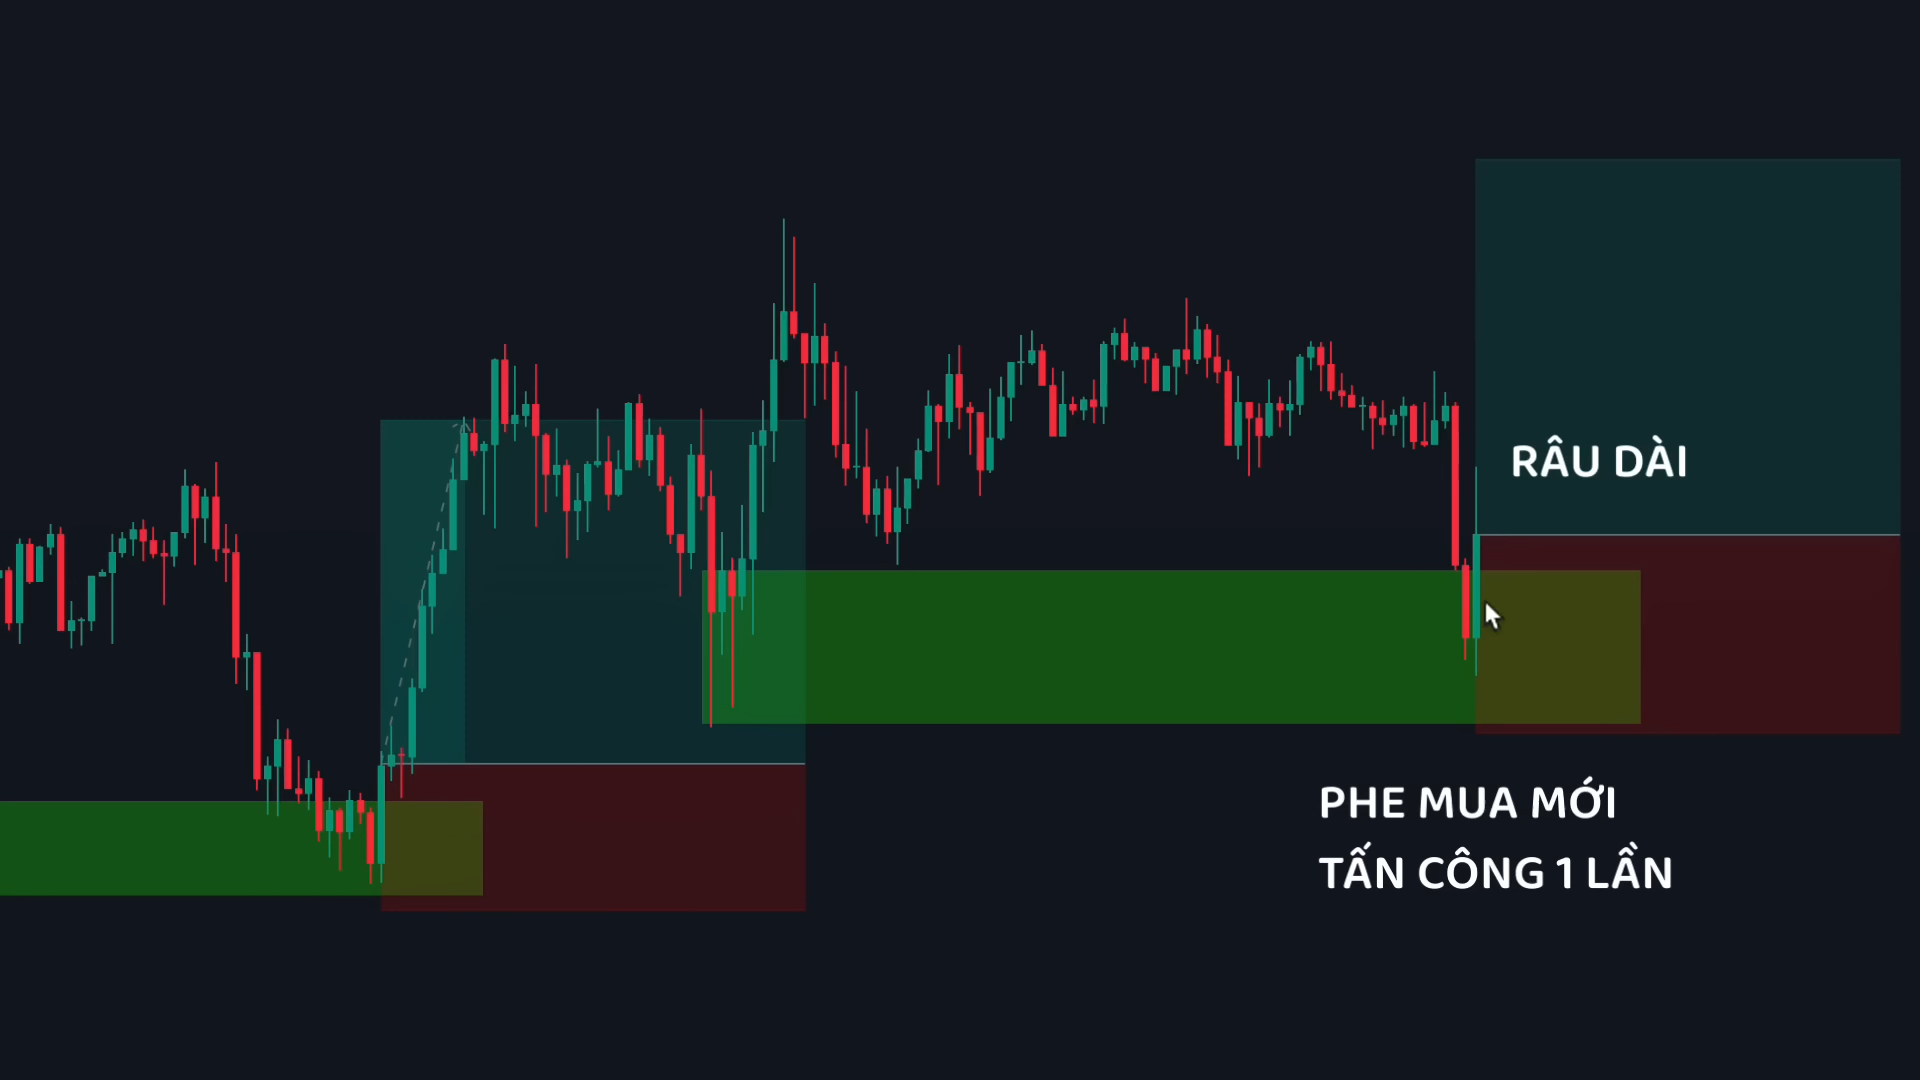 RÂU DÀI
PHE MUA MỚI
TẤN CÔNG 1 LẦN